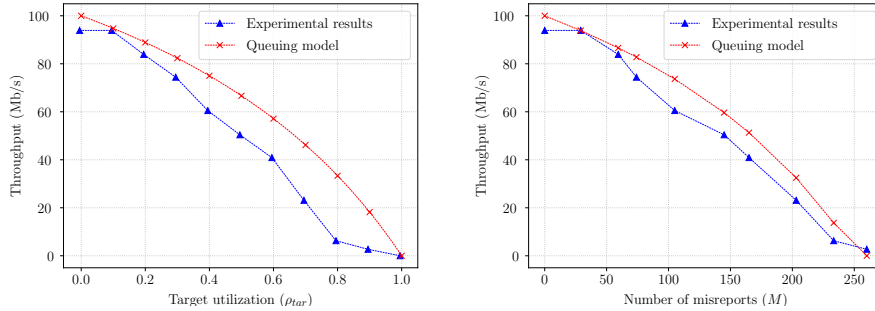 Experimental results
Queuing model
Throughput (Mb/s)
100
80
60
40
20
0
0.0 0.2 0.4 0.6 0.8 1.0
Target utilization (ρtar)
Experimental results
Queuing model
Throughput (Mb/s)
100
80
60
40
20
0
0 50 100 150 200 250
Number of misreports (M)